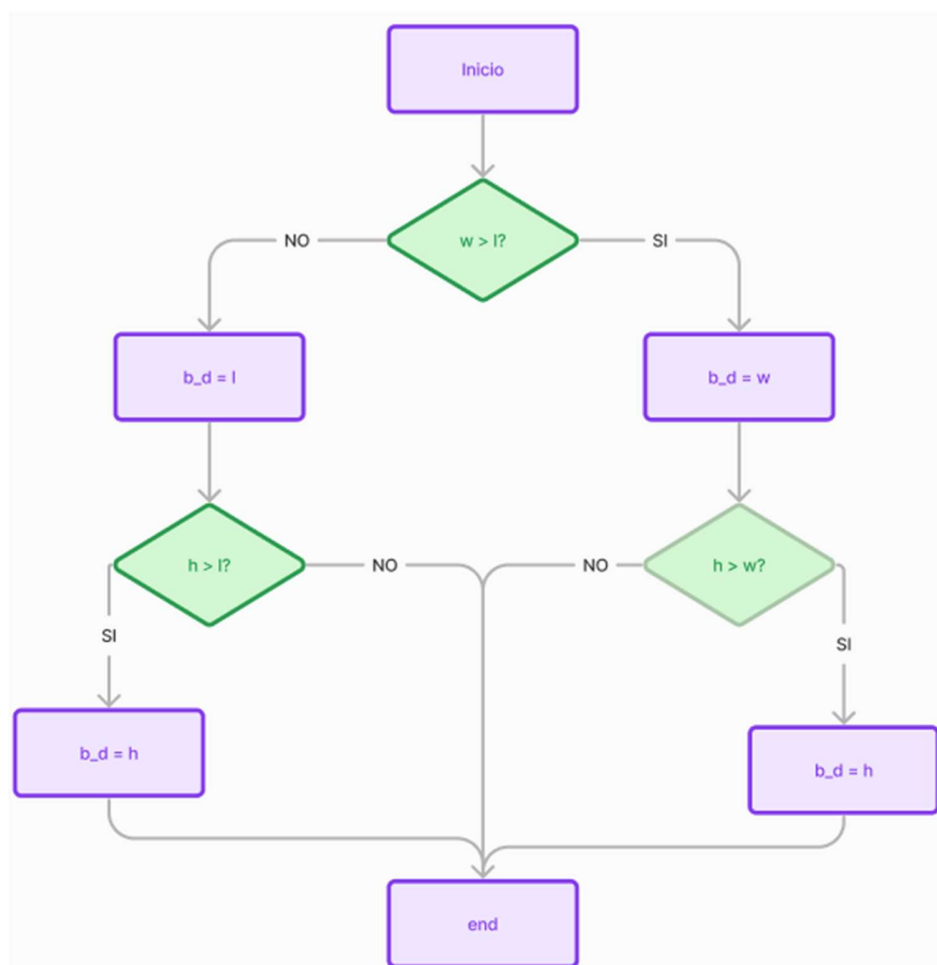 Inicio
w > l?
NO
SI
b_d = l
b_d = w
h > l?
NO
NO
h > w?
SI
SI
b_d = h
b_d = h
end